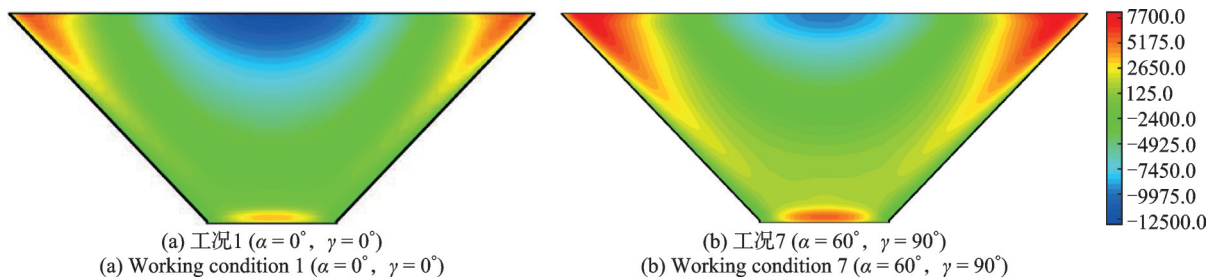 7700.0
5175.0
2650.0
125.0
−2400.0
−4925.0
−7450.0
−9975.0
−12500.0
(a) 工况1 (α = 0°, γ = 0°)
(a) Working condition 1 (α = 0°, γ = 0°)
(b) 工况7 (α = 60°, γ = 90°)
(b) Working condition 7 (α = 60°, γ = 90°)